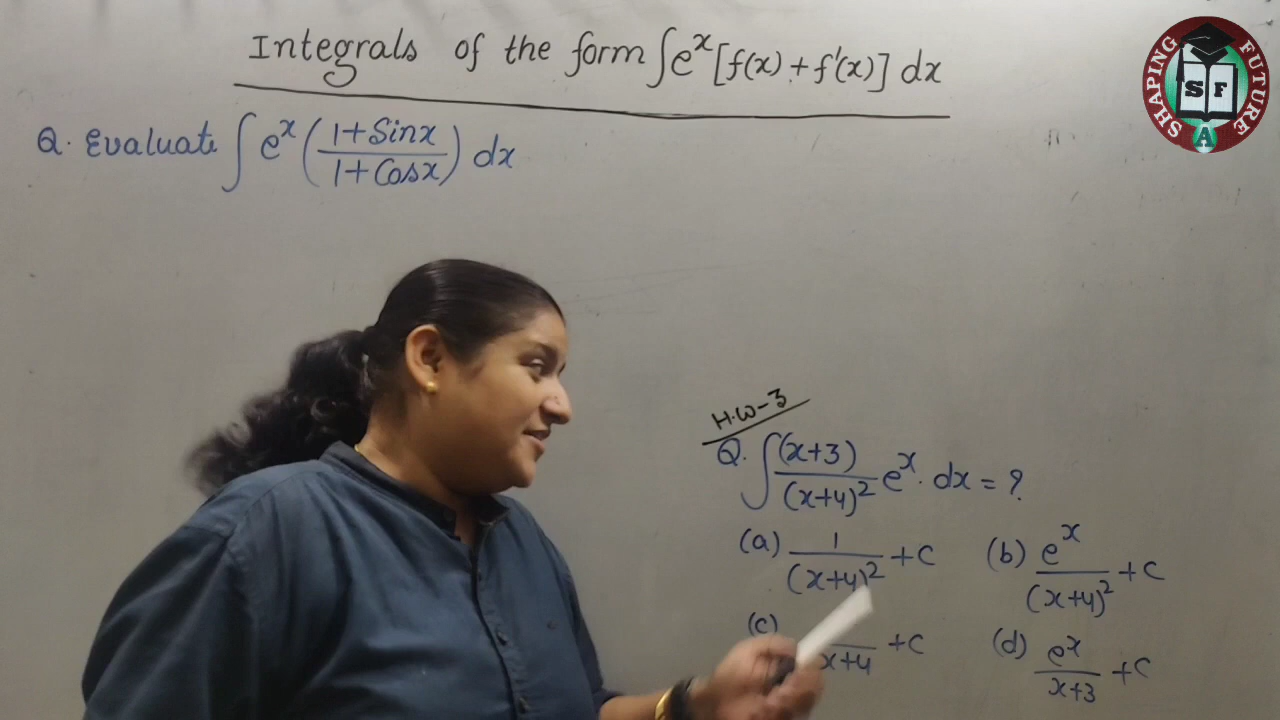 Integrals of the form ∫eˣ[f(x)+f'(x)] dx
SHAPING FUTURE
S F
A
Q. Evaluate ∫ eˣ ((1+Sinx)/(1+Cosx)) dx
H.W-3
Q. ∫ (x+3)/(x+4)² eˣ. dx = ?
(a) 1/(x+4)² +C (b) eˣ/(x+4)² +C
(c) /x+4 +C (d) eˣ/x+3 +C